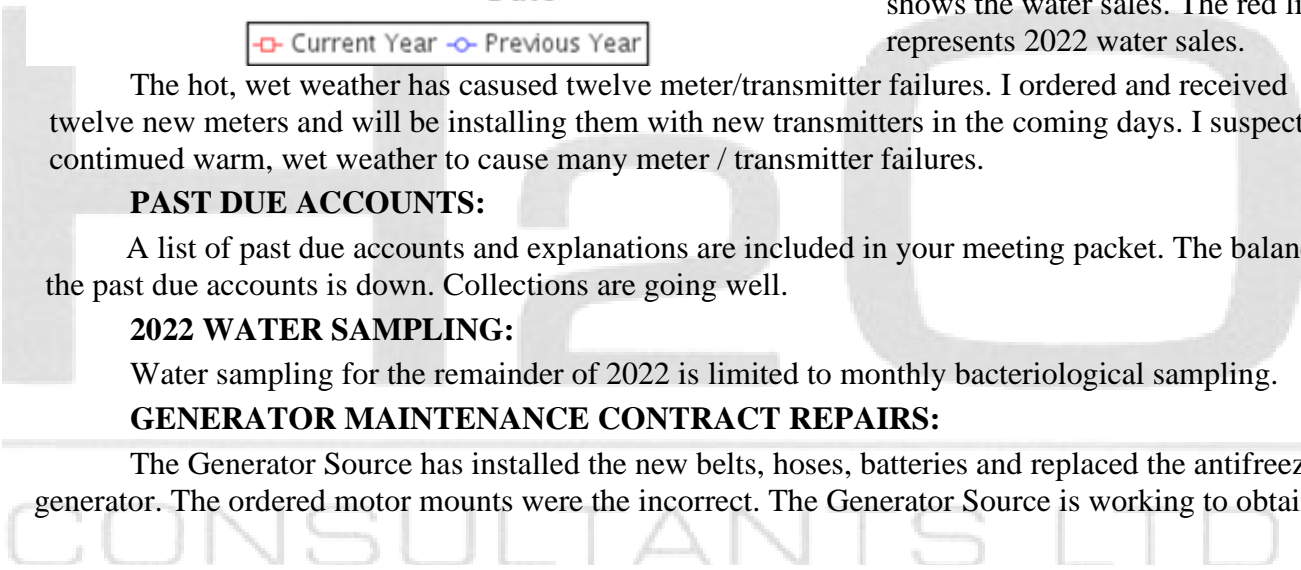 shows the water sales. The red
Current Year Previous Year
represents 2022 water sales.
The hot, wet weather has casused twelve meter/transmitter failures. I ordered and received
twelve new meters and will be installing them with new transmitters in the coming days. I suspect
contimued warm, wet weather to cause many meter / transmitter failures.
PAST DUE ACCOUNTS:
A list of past due accounts and explanations are included in your meeting packet. The
the past due accounts is down. Collections are going well.
2022 WATER SAMPLING:
Water sampling for the remainder of 2022 is limited to monthly bacteriological sampling.
GENERATOR MAINTENANCE CONTRACT REPAIRS:
The Generator Source has installed the new belts, hoses, batteries and replaced the
generator. The ordered motor mounts were the incorrect. The Generator Source is working to
H2O
CONSULTANTS LTD